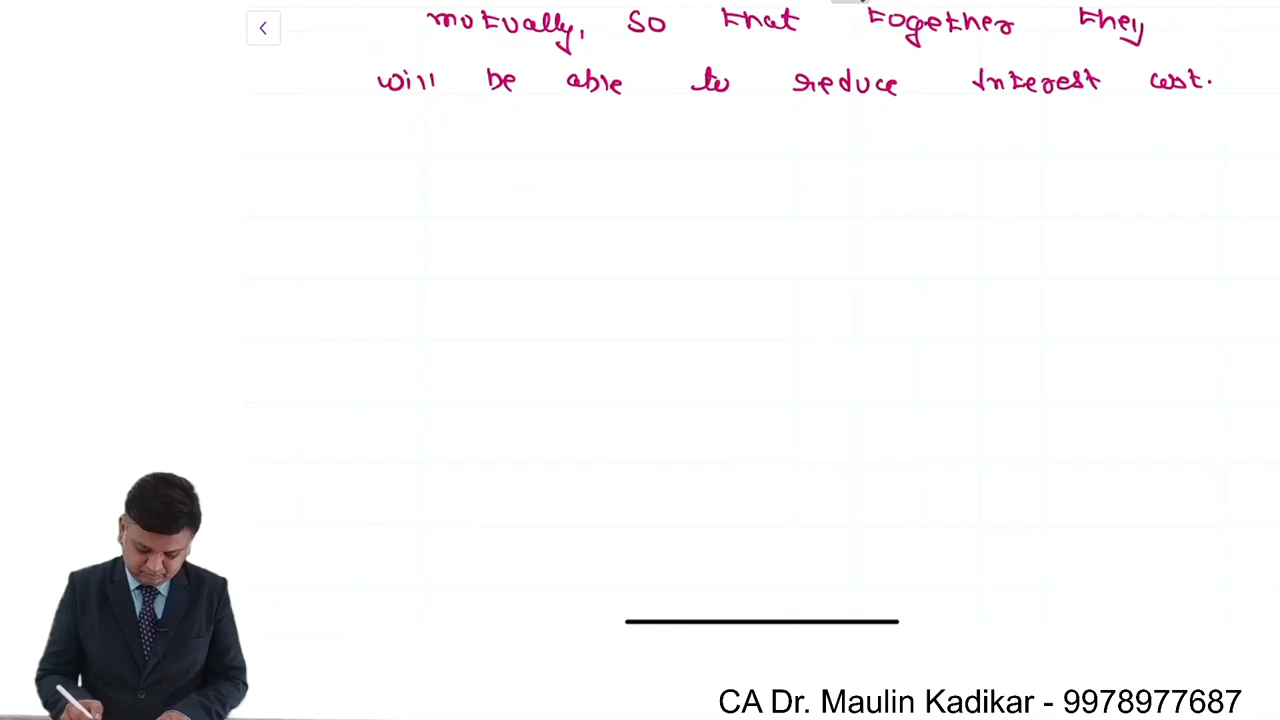 mutually, so that together they
will be able to reduce Interest cost.
CA Dr. Maulin Kadikar - 9978977687